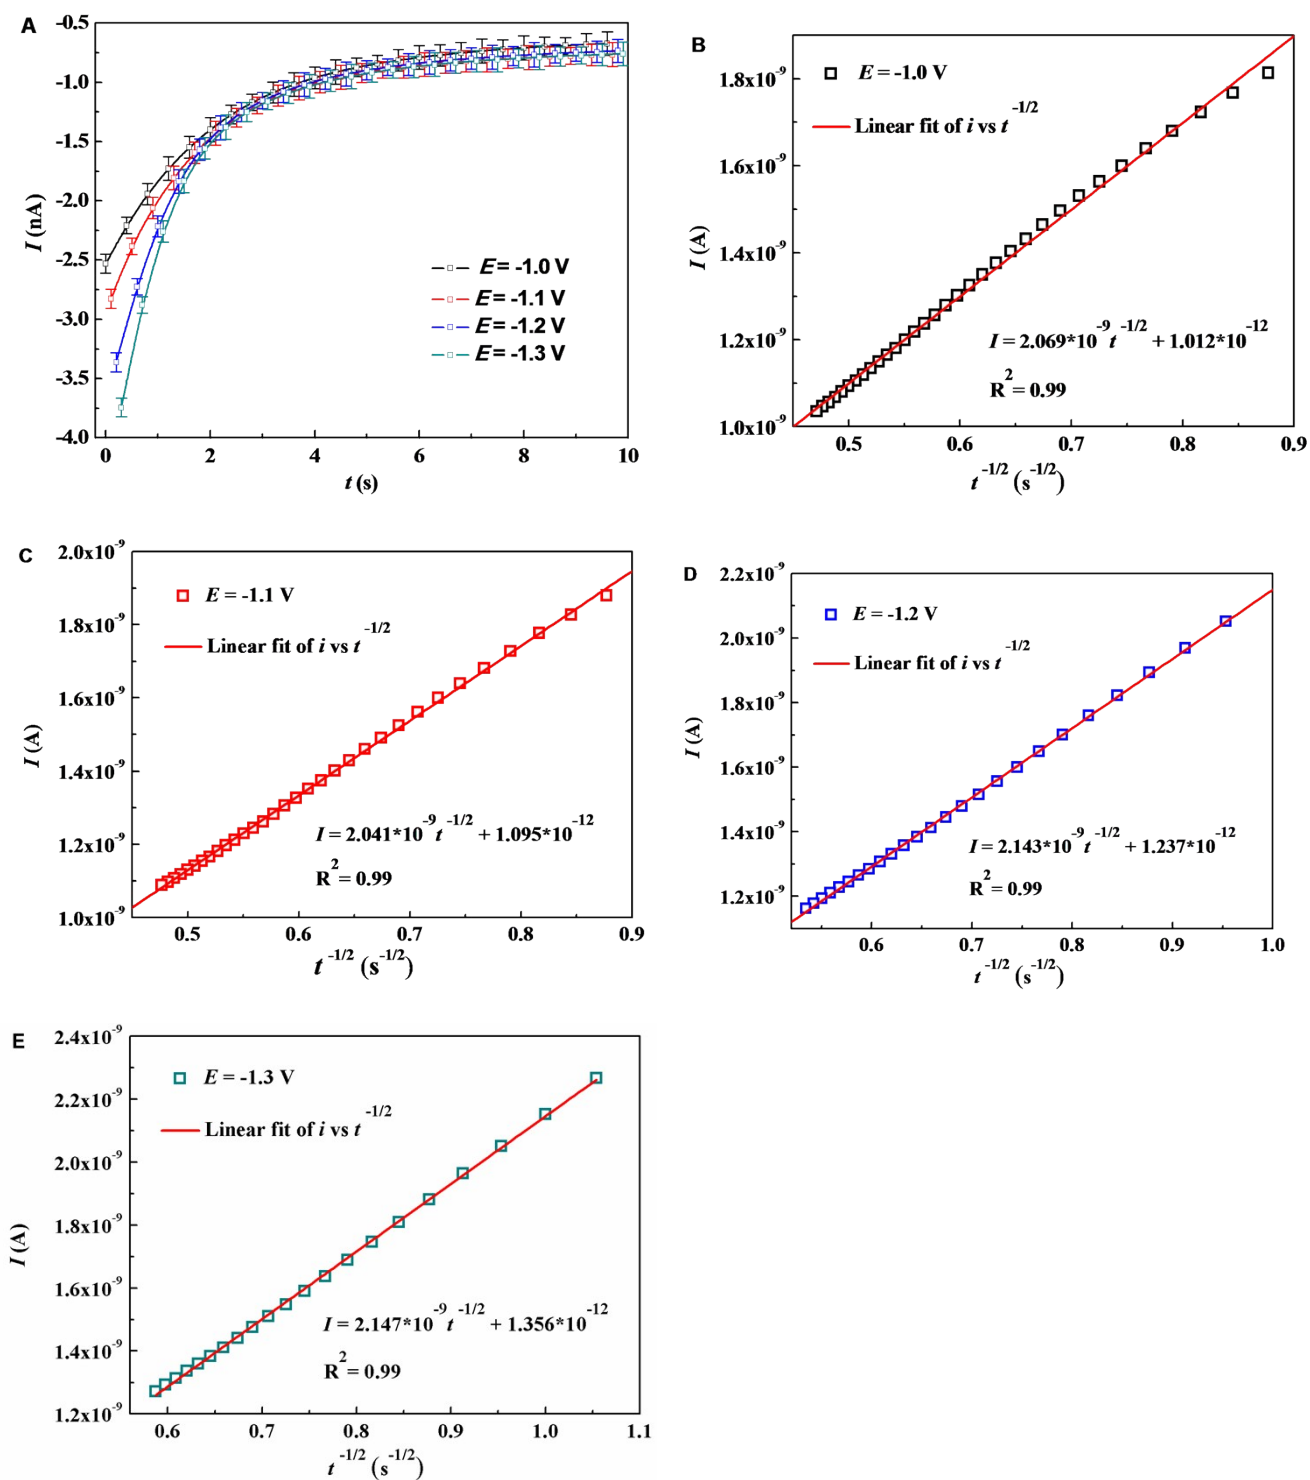 A
-0.5
-1.0
-1.5
-2.0
-2.5
-3.0
-3.5
-4.0
I (nA)
E = -1.0 V
E = -1.1 V
E = -1.2 V
E = -1.3 V
0 2 4 6 8 10
t (s)
B
1.8x10⁻⁹
1.6x10⁻⁹
1.4x10⁻⁹
1.2x10⁻⁹
1.0x10⁻⁹
I (A)
E = -1.0 V
Linear fit of i vs t⁻¹/²
I = 2.069*10⁻⁹ t⁻¹/² + 1.012*10⁻¹²
R² = 0.99
0.5 0.6 0.7 0.8 0.9
t⁻¹/² (s⁻¹/²)
C
2.0x10⁻⁹
1.8x10⁻⁹
1.6x10⁻⁹
1.4x10⁻⁹
1.2x10⁻⁹
1.0x10⁻⁹
I (A)
E = -1.1 V
Linear fit of i vs t⁻¹/²
I = 2.041*10⁻⁹ t⁻¹/² + 1.095*10⁻¹²
R² = 0.99
0.5 0.6 0.7 0.8 0.9
t⁻¹/² (s⁻¹/²)
D
2.2x10⁻⁹
2.0x10⁻⁹
1.8x10⁻⁹
1.6x10⁻⁹
1.4x10⁻⁹
1.2x10⁻⁹
I (A)
E = -1.2 V
Linear fit of i vs t⁻¹/²
I = 2.143*10⁻⁹ t⁻¹/² + 1.237*10⁻¹²
R² = 0.99
0.6 0.7 0.8 0.9 1.0
t⁻¹/² (s⁻¹/²)
E
2.4x10⁻⁹
2.2x10⁻⁹
2.0x10⁻⁹
1.8x10⁻⁹
1.6x10⁻⁹
1.4x10⁻⁹
1.2x10⁻⁹
I (A)
E = -1.3 V
Linear fit of i vs t⁻¹/²
I = 2.147*10⁻⁹ t⁻¹/² + 1.356*10⁻¹²
R² = 0.99
0.6 0.7 0.8 0.9 1.0 1.1
t⁻¹/² (s⁻¹/²)